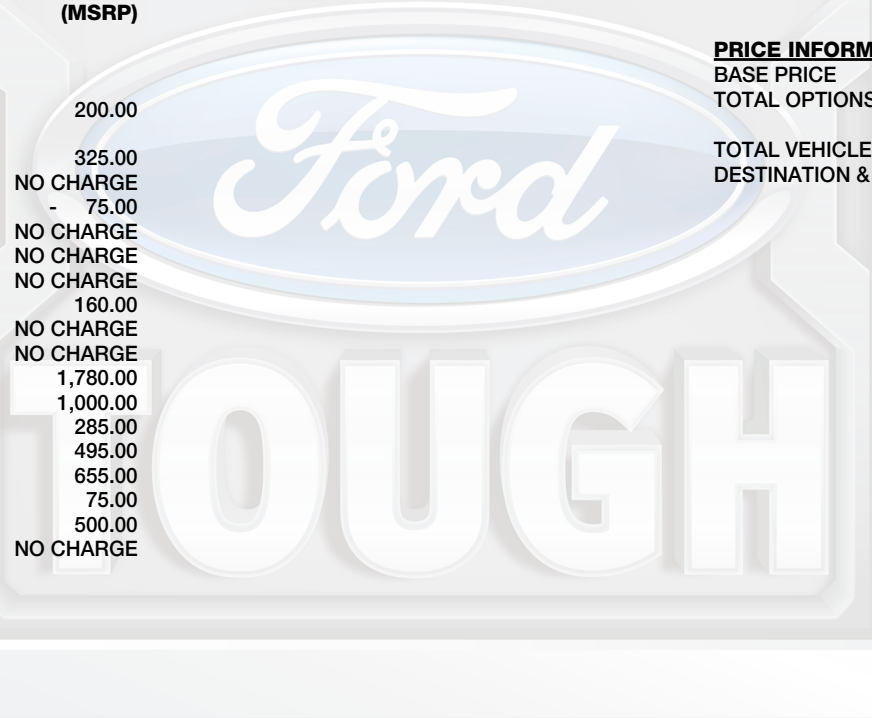 (MSRP)
200.00
325.00
NO CHARGE
- 75.00
NO CHARGE
NO CHARGE
NO CHARGE
160.00
NO CHARGE
NO CHARGE
1,780.00
1,000.00
285.00
495.00
655.00
75.00
500.00
NO CHARGE
PRICE INFORM
BASE PRICE
TOTAL OPTIONS
TOTAL VEHICLE
DESTINATION &
Ford
TOUGH